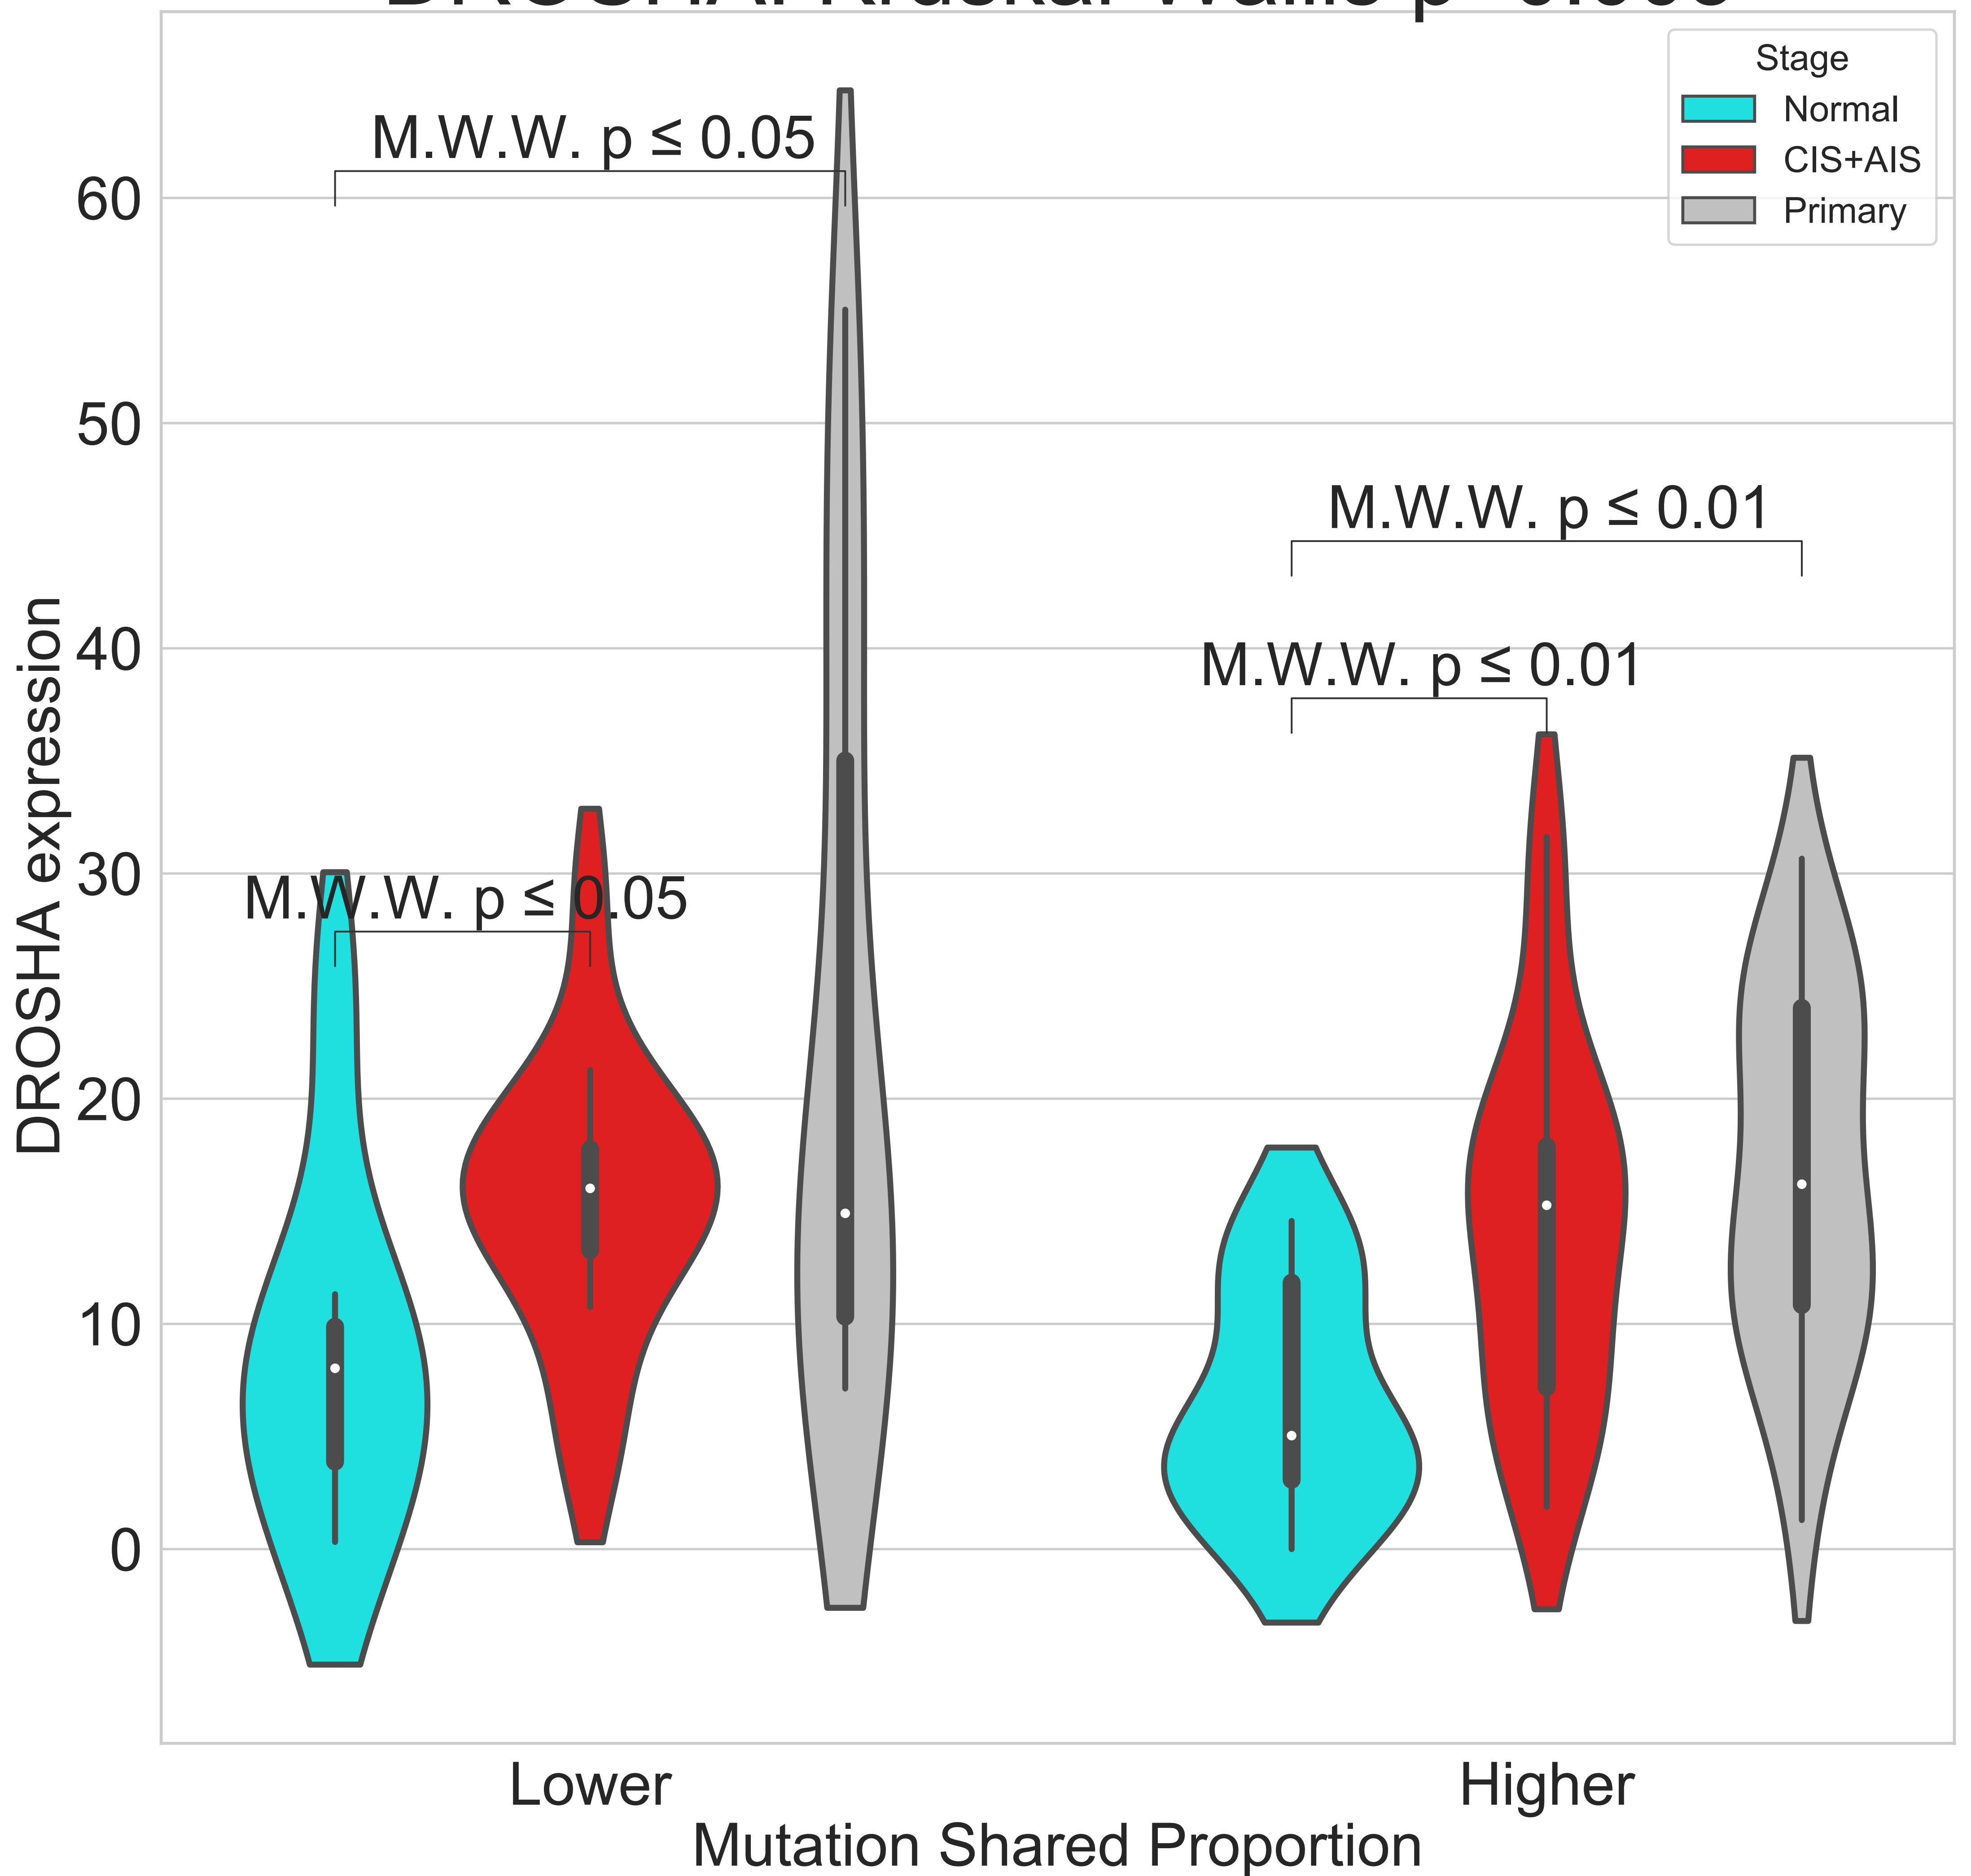 Stage
Normal
CIS+AIS
Primary
M.W.W. p ≤ 0.05
M.W.W. p ≤ 0.01
M.W.W. p ≤ 0.01
M.W.W. p ≤ 0.05
60
50
40
30
20
10
0
DROSHA expression
Lower
Higher
Mutation Shared Proportion